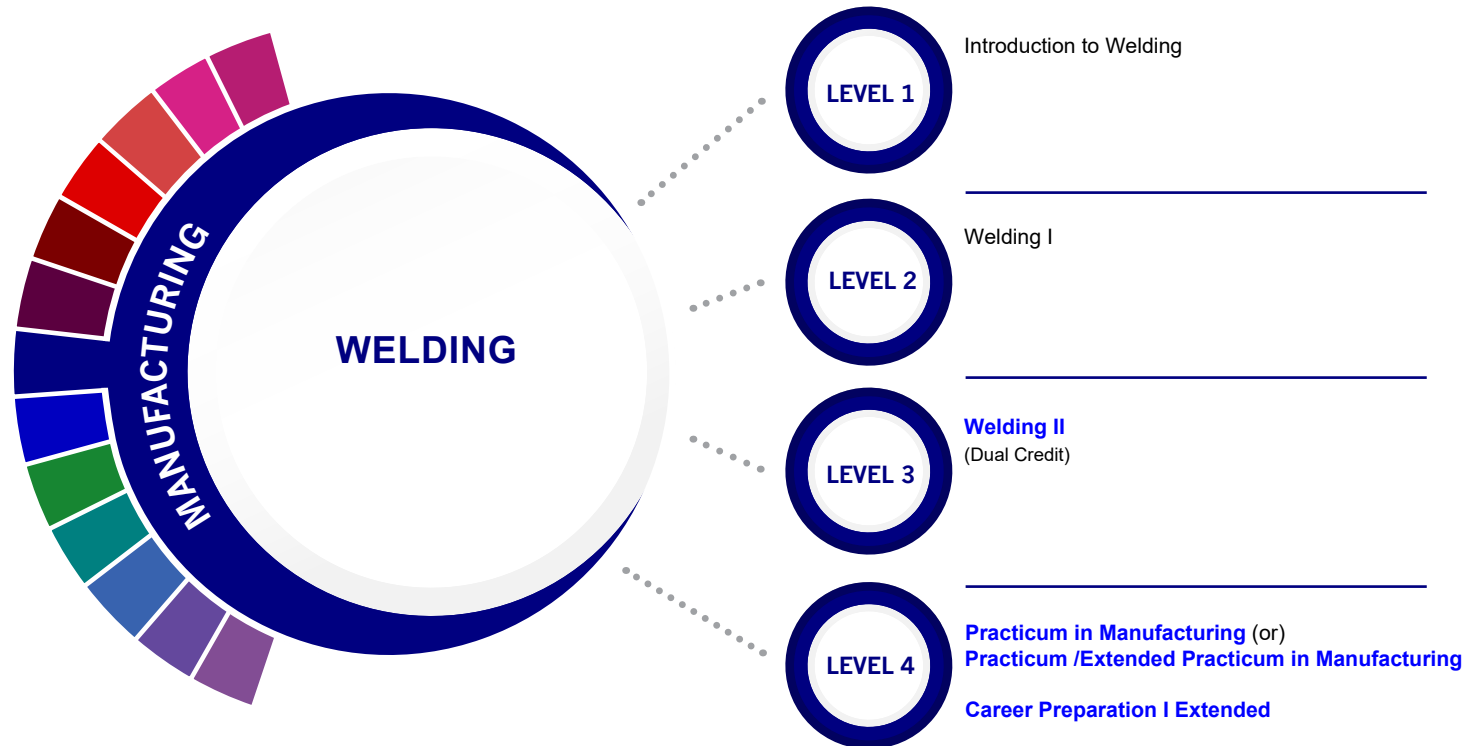 MANUFACTURING
WELDING
LEVEL 1
Introduction to Welding
LEVEL 2
Welding I
LEVEL 3
Welding II
(Dual Credit)
LEVEL 4
Practicum in Manufacturing (or)
Practicum /Extended Practicum in Manufacturing
Career Preparation I Extended